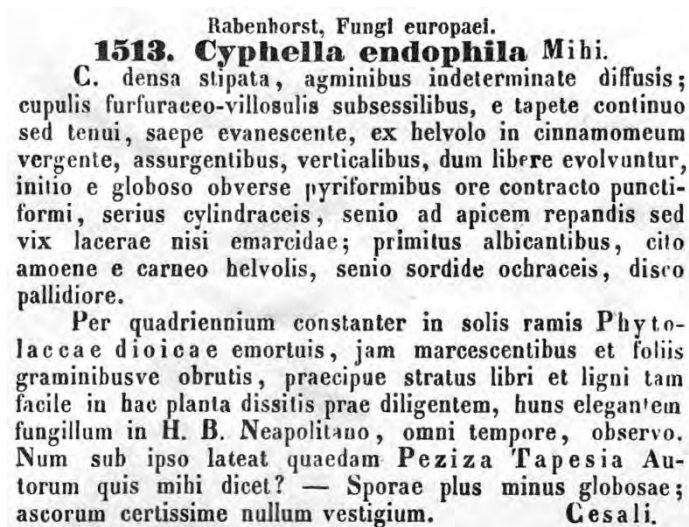 Rabenhorst, Fungi europaei.
1513. Cyphella endophila Mihi.
C. densa stipata, agminibus indeterminate diffusis;
cupulis furfuraceo-villosulis subsessilibus, e tapete continuo
sed tenui, saepe evanescente, ex helvolo in cinnamomeum
vergente, assurgentibus, verticalibus, dum libere evolvuntur,
initio e globoso obverse pyriformibus ore contracto puncti-
formi, serius cylindraceis, senio ad apicem repandis sed
vix lacerae nisi emarcidae; primitus albicantibus, cito
amoene e carneo helvolis, senio sordide ochraceis, disco
pallidiore.
Per quadriennium constanter in solis ramis Phyto-
laccae dioicae emortuis, jam marcescentibus et foliis
graminibusve obrutis, praecipue stratus libri et ligni tam
facile in hac planta dissitis prae diligentem, huns elegantem
fungillum in H. B. Neapolitano, omni tempore, observo.
Num sub ipso lateat quaedam Peziza Tapesia Au-
torum quis mihi dicet? — Sporae plus minus globosae;
ascorum certissime nullum vestigium. Cesati.